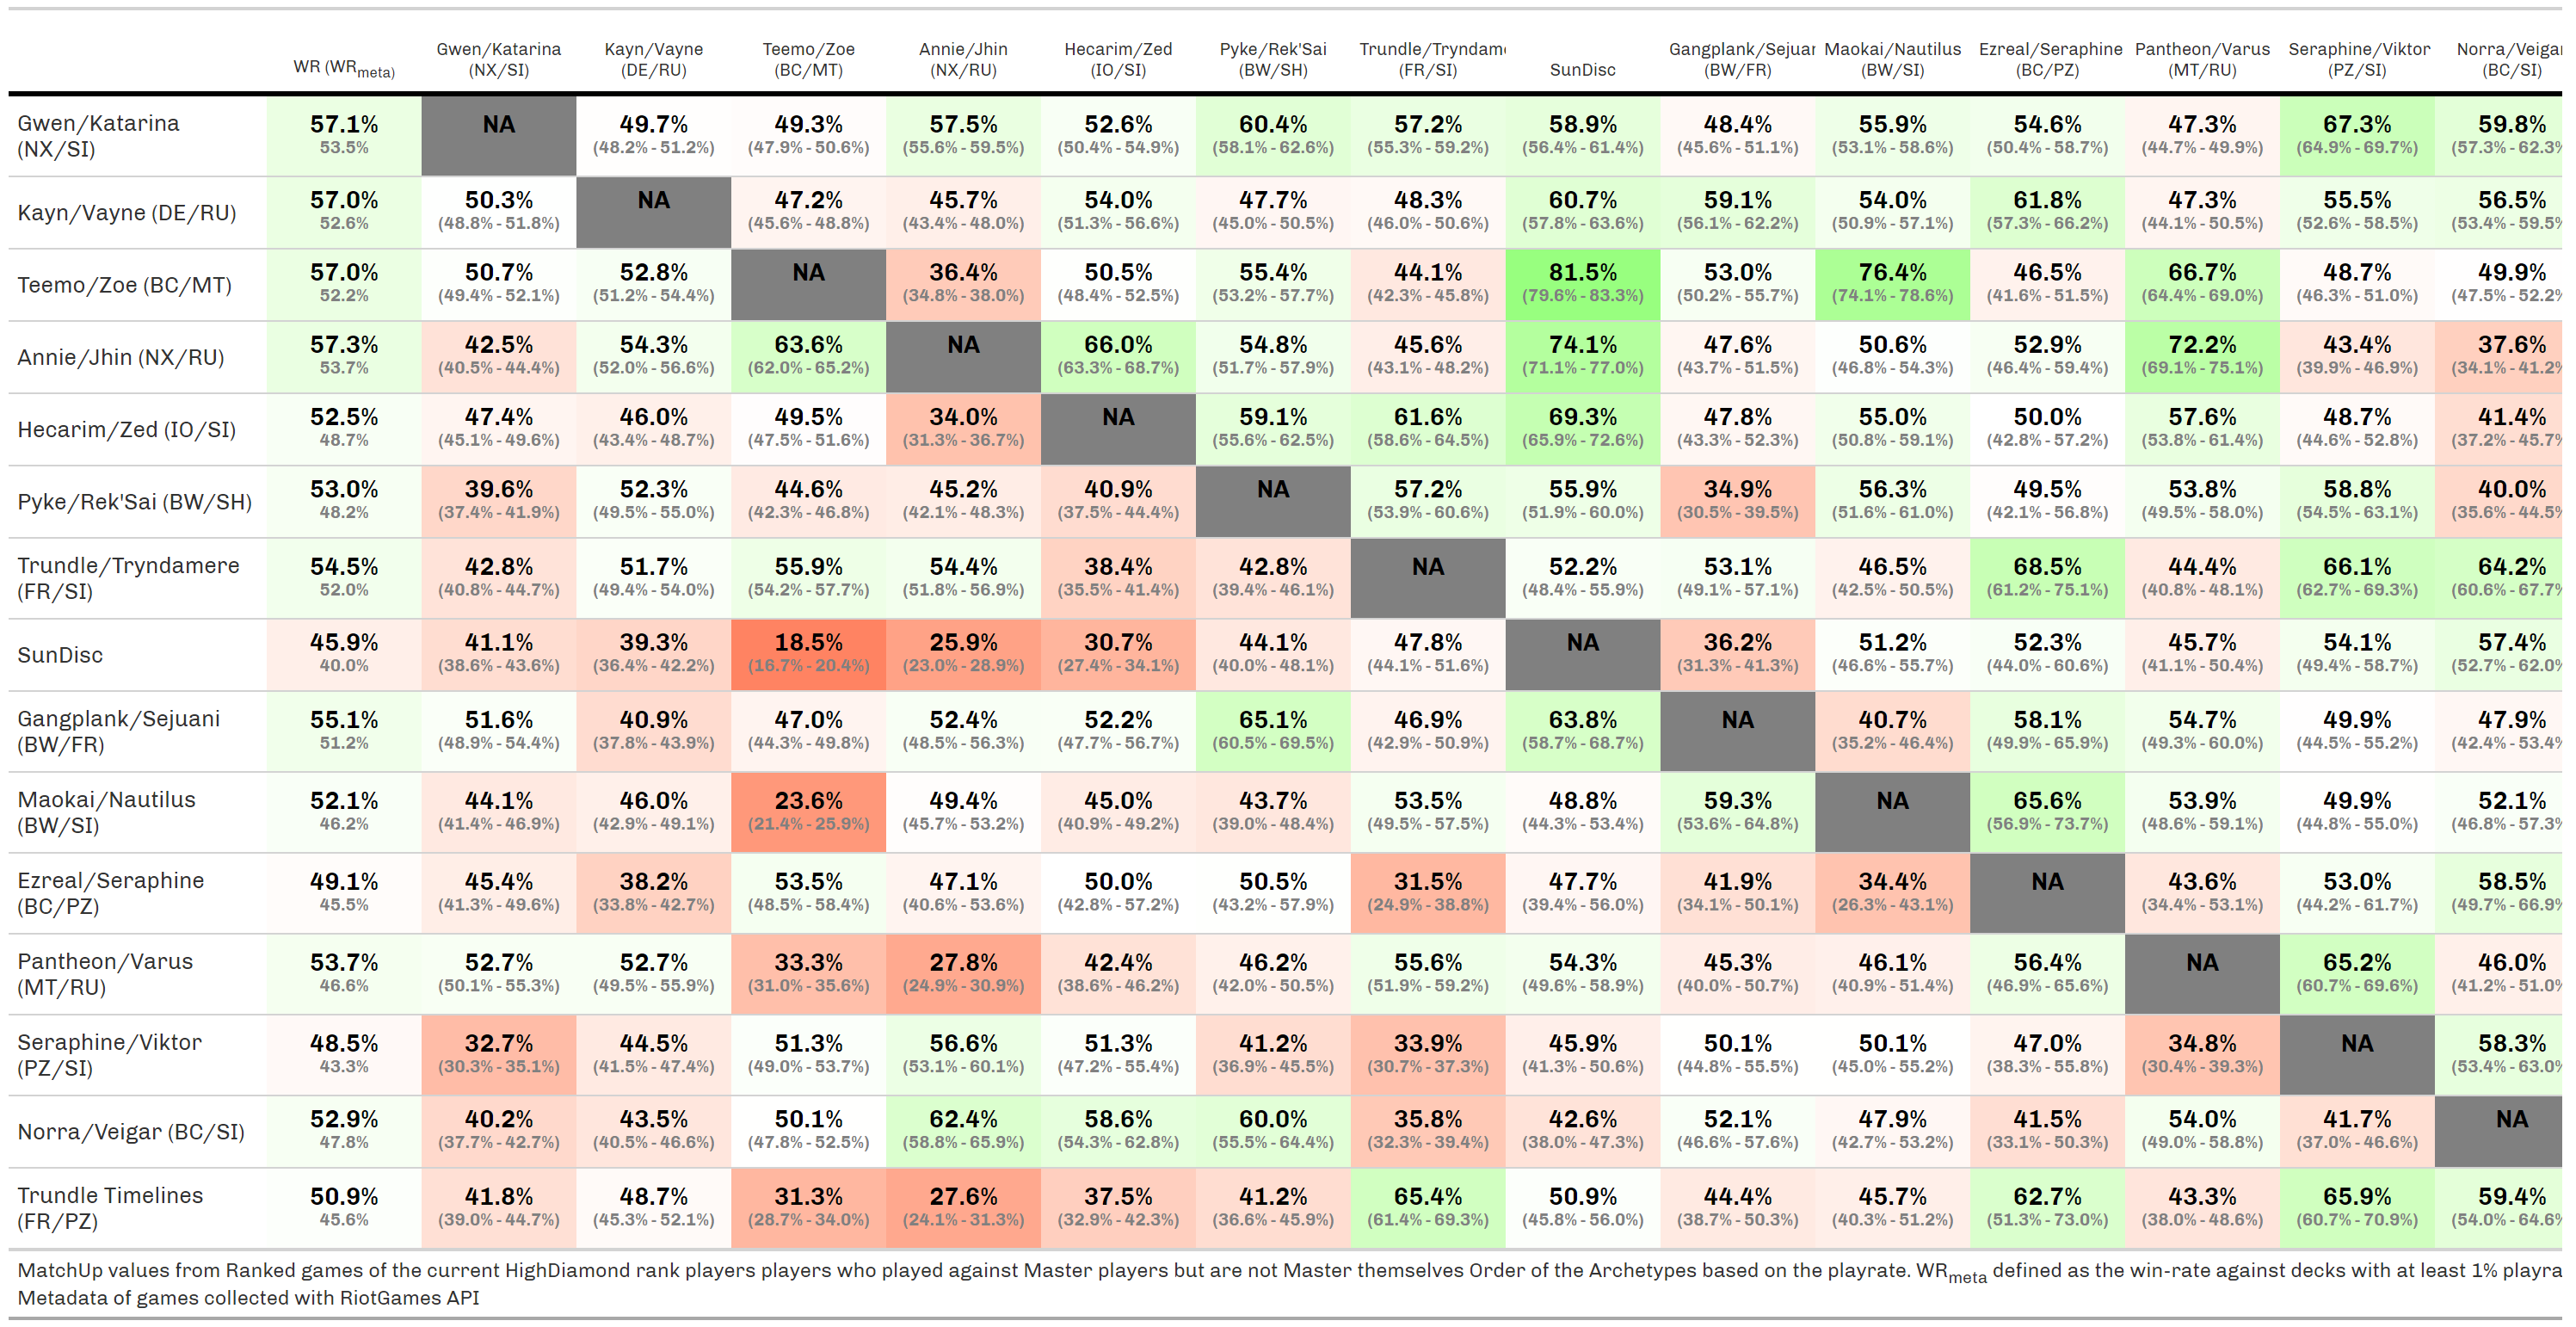 Gwen/Katarina Kayn/Vayne Teemo/Zoe Annie/Jhin Hecarim/Zed Pyke/Rek'Sai Trundle/Tryndam Gangplank/Sejuar Maokai/Nautilus Ezreal/Seraphine Pantheon/Varus Seraphine/Viktor Norra/Veigar
WR (WRmeta) (NX/SI) (DE/RU) (BC/MT) (NX/RU) (IO/SI) (BW/SH) (FR/SI) SunDisc (BW/FR) (BW/SI) (BC/PZ) (MT/RU) (PZ/SI) (BC/SI)
Gwen/Katarina 57.1% NA 49.7% 49.3% 57.5% 52.6% 60.4% 57.2% 58.9% 48.4% 55.9% 54.6% 47.3% 67.3% 59.8%
(NX/SI) 53.5% (48.2% - 51.2%) (47.9% - 50.6%) (55.6% - 59.5%) (50.4% - 54.9%) (58.1% - 62.6%) (55.3% - 59.2%) (56.4% - 61.4%) (45.6% - 51.1%) (53.1% - 58.6%) (50.4% - 58.7%) (44.7% - 49.9%) (64.9% - 69.7%) (57.3% - 62.3%
Kayn/Vayne (DE/RU) 57.0% 50.3% NA 47.2% 45.7% 54.0% 47.7% 48.3% 60.7% 59.1% 54.0% 61.8% 47.3% 55.5% 56.5%
52.6% (48.8% - 51.8%) (45.6% - 48.8%) (43.4% - 48.0%) (51.3% - 56.6%) (45.0% - 50.5%) (46.0% - 50.6%) (57.8% - 63.6%) (56.1% - 62.2%) (50.9% - 57.1%) (57.3% - 66.2%) (44.1% - 50.5%) (52.6% - 58.5%) (53.4% - 59.5%
Teemo/Zoe (BC/MT) 57.0% 50.7% 52.8% NA 36.4% 50.5% 55.4% 44.1% 81.5% 53.0% 76.4% 46.5% 66.7% 48.7% 49.9%
52.2% (49.4% - 52.1%) (51.2% - 54.4%) (34.8% - 38.0%) (48.4% - 52.5%) (53.2% - 57.7%) (42.3% - 45.8%) (79.6% - 83.3%) (50.2% - 55.7%) (74.1% - 78.6%) (41.6% - 51.5%) (64.4% - 69.0%) (46.3% - 51.0%) (47.5% - 52.2%
Annie/Jhin (NX/RU) 57.3% 42.5% 54.3% 63.6% NA 66.0% 54.8% 45.6% 74.1% 47.6% 50.6% 52.9% 72.2% 43.4% 37.6%
53.7% (40.5% - 44.4%) (52.0% - 56.6%) (62.0% - 65.2%) (63.3% - 68.7%) (51.7% - 57.9%) (43.1% - 48.2%) (71.1% - 77.0%) (43.7% - 51.5%) (46.8% - 54.3%) (46.4% - 59.4%) (69.1% - 75.1%) (39.9% - 46.9%) (34.1% - 41.2%
Hecarim/Zed (IO/SI) 52.5% 47.4% 46.0% 49.5% 34.0% NA 59.1% 61.6% 69.3% 47.8% 55.0% 50.0% 57.6% 48.7% 41.4%
48.7% (45.1% - 49.6%) (43.4% - 48.7%) (47.5% - 51.6%) (31.3% - 36.7%) (55.6% - 62.5%) (58.6% - 64.5%) (65.9% - 72.6%) (43.3% - 52.3%) (50.8% - 59.1%) (42.8% - 57.2%) (53.8% - 61.4%) (44.6% - 52.8%) (37.2% - 45.7%
Pyke/Rek'Sai (BW/SH) 53.0% 39.6% 52.3% 44.6% 45.2% 40.9% NA 57.2% 55.9% 34.9% 56.3% 49.5% 53.8% 58.8% 40.0%
48.2% (37.4% - 41.9%) (49.5% - 55.0%) (42.3% - 46.8%) (42.1% - 48.3%) (37.5% - 44.4%) (53.9% - 60.6%) (51.9% - 60.0%) (30.5% - 39.5%) (51.6% - 61.0%) (42.1% - 56.8%) (49.5% - 58.0%) (54.5% - 63.1%) (35.6% - 44.5%
Trundle/Tryndamere 54.5% 42.8% 51.7% 55.9% 54.4% 38.4% 42.8% NA 52.2% 53.1% 46.5% 68.5% 44.4% 66.1% 64.2%
(FR/SI) 52.0% (40.8% - 44.7%) (49.4% - 54.0%) (54.2% - 57.7%) (51.8% - 56.9%) (35.5% - 41.4%) (39.4% - 46.1%) (48.4% - 55.9%) (49.1% - 57.1%) (42.5% - 50.5%) (61.2% - 75.1%) (40.8% - 48.1%) (62.7% - 69.3%) (60.6% - 67.7%
SunDisc 45.9% 41.1% 39.3% 18.5% 25.9% 30.7% 44.1% 47.8% NA 36.2% 51.2% 52.3% 45.7% 54.1% 57.4%
40.0% (38.6% - 43.6%) (36.4% - 42.2%) (16.7% - 20.4%) (23.0% - 28.9%) (27.4% - 34.1%) (40.0% - 48.1%) (44.1% - 51.6%) (31.3% - 41.3%) (46.6% - 55.7%) (44.0% - 60.6%) (41.1% - 50.4%) (49.4% - 58.7%) (52.7% - 62.0%
Gangplank/Sejuani 55.1% 51.6% 40.9% 47.0% 52.4% 52.2% 65.1% 46.9% 63.8% NA 40.7% 58.1% 54.7% 49.9% 47.9%
(BW/FR) 51.2% (48.9% - 54.4%) (37.8% - 43.9%) (44.3% - 49.8%) (48.5% - 56.3%) (47.7% - 56.7%) (60.5% - 69.5%) (42.9% - 50.9%) (58.7% - 68.7%) (35.2% - 46.4%) (49.9% - 65.9%) (49.3% - 60.0%) (44.5% - 55.2%) (42.4% - 53.4%
Maokai/Nautilus 52.1% 44.1% 46.0% 23.6% 49.4% 45.0% 43.7% 53.5% 48.8% 59.3% NA 65.6% 53.9% 49.9% 52.1%
(BW/SI) 46.2% (41.4% - 46.9%) (42.9% - 49.1%) (21.4% - 25.9%) (45.7% - 53.2%) (40.9% - 49.2%) (39.0% - 48.4%) (49.5% - 57.5%) (44.3% - 53.4%) (53.6% - 64.8%) (56.9% - 73.7%) (48.6% - 59.1%) (44.8% - 55.0%) (46.8% - 57.3%
Ezreal/Seraphine 49.1% 45.4% 38.2% 53.5% 47.1% 50.0% 50.5% 31.5% 47.7% 41.9% 34.4% NA 43.6% 53.0% 58.5%
(BC/PZ) 45.5% (41.3% - 49.6%) (33.8% - 42.7%) (48.5% - 58.4%) (40.6% - 53.6%) (42.8% - 57.2%) (43.2% - 57.9%) (24.9% - 38.8%) (39.4% - 56.0%) (34.1% - 50.1%) (26.3% - 43.1%) (34.4% - 53.1%) (44.2% - 61.7%) (49.7% - 66.9%
Pantheon/Varus 53.7% 52.7% 52.7% 33.3% 27.8% 42.4% 46.2% 55.6% 54.3% 45.3% 46.1% 56.4% NA 65.2% 46.0%
(MT/RU) 46.6% (50.1% - 55.3%) (49.5% - 55.9%) (31.0% - 35.6%) (24.9% - 30.9%) (38.6% - 46.2%) (42.0% - 50.5%) (51.9% - 59.2%) (49.6% - 58.9%) (40.0% - 50.7%) (40.9% - 51.4%) (46.9% - 65.6%) (60.7% - 69.6%) (41.2% - 51.0%
Seraphine/Viktor 48.5% 32.7% 44.5% 51.3% 56.6% 51.3% 41.2% 33.9% 45.9% 50.1% 50.1% 47.0% 34.8% NA 58.3%
(PZ/SI) 43.3% (30.3% - 35.1%) (41.5% - 47.4%) (49.0% - 53.7%) (53.1% - 60.1%) (47.2% - 55.4%) (36.9% - 45.5%) (30.7% - 37.3%) (41.3% - 50.6%) (44.8% - 55.5%) (45.0% - 55.2%) (38.3% - 55.8%) (30.4% - 39.3%) (53.4% - 63.0%
Norra/Veigar (BC/SI) 52.9% 40.2% 43.5% 50.1% 62.4% 58.6% 60.0% 35.8% 42.6% 52.1% 47.9% 41.5% 54.0% 41.7% NA
47.8% (37.7% - 42.7%) (40.5% - 46.6%) (47.8% - 52.5%) (58.8% - 65.9%) (54.3% - 62.8%) (55.5% - 64.4%) (32.3% - 39.4%) (38.0% - 47.3%) (46.6% - 57.6%) (42.7% - 53.2%) (33.1% - 50.3%) (49.0% - 58.8%) (37.0% - 46.6%)
Trundle Timelines 50.9% 41.8% 48.7% 31.3% 27.6% 37.5% 41.2% 65.4% 50.9% 44.4% 45.7% 62.7% 43.3% 65.9% 59.4%
(FR/PZ) 45.6% (39.0% - 44.7%) (45.3% - 52.1%) (28.7% - 34.0%) (24.1% - 31.3%) (32.9% - 42.3%) (36.6% - 45.9%) (61.4% - 69.3%) (45.8% - 56.0%) (38.7% - 50.3%) (40.3% - 51.2%) (51.3% - 73.0%) (38.0% - 48.6%) (60.7% - 70.9%) (54.0% - 64.6%
MatchUp values from Ranked games of the current HighDiamond rank players players who played against Master players but are not Master themselves Order of the Archetypes based on the playrate. WRmeta defined as the win-rate against decks with at least 1% playra
Metadata of games collected with RiotGames API